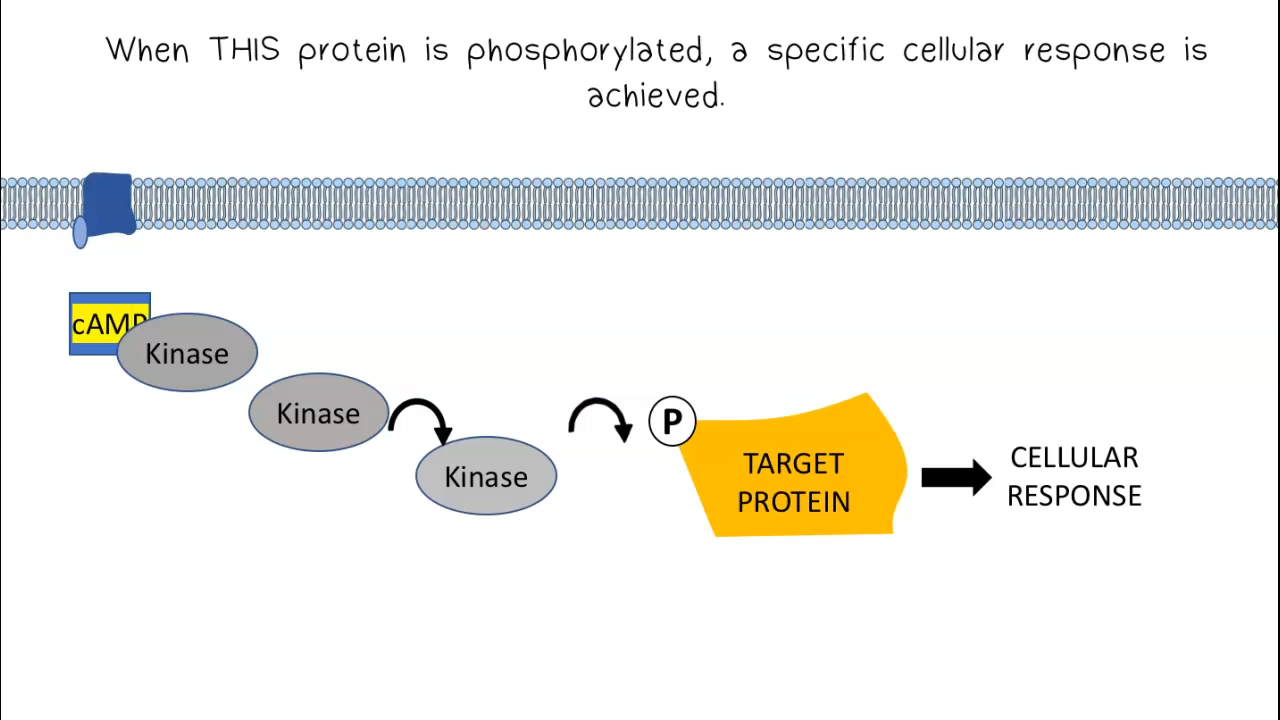 When THIS protein is phosphorylated, a specific cellular response is
achieved.
cAMP
Kinase
Kinase
Kinase
P
TARGET
PROTEIN
CELLULAR
RESPONSE